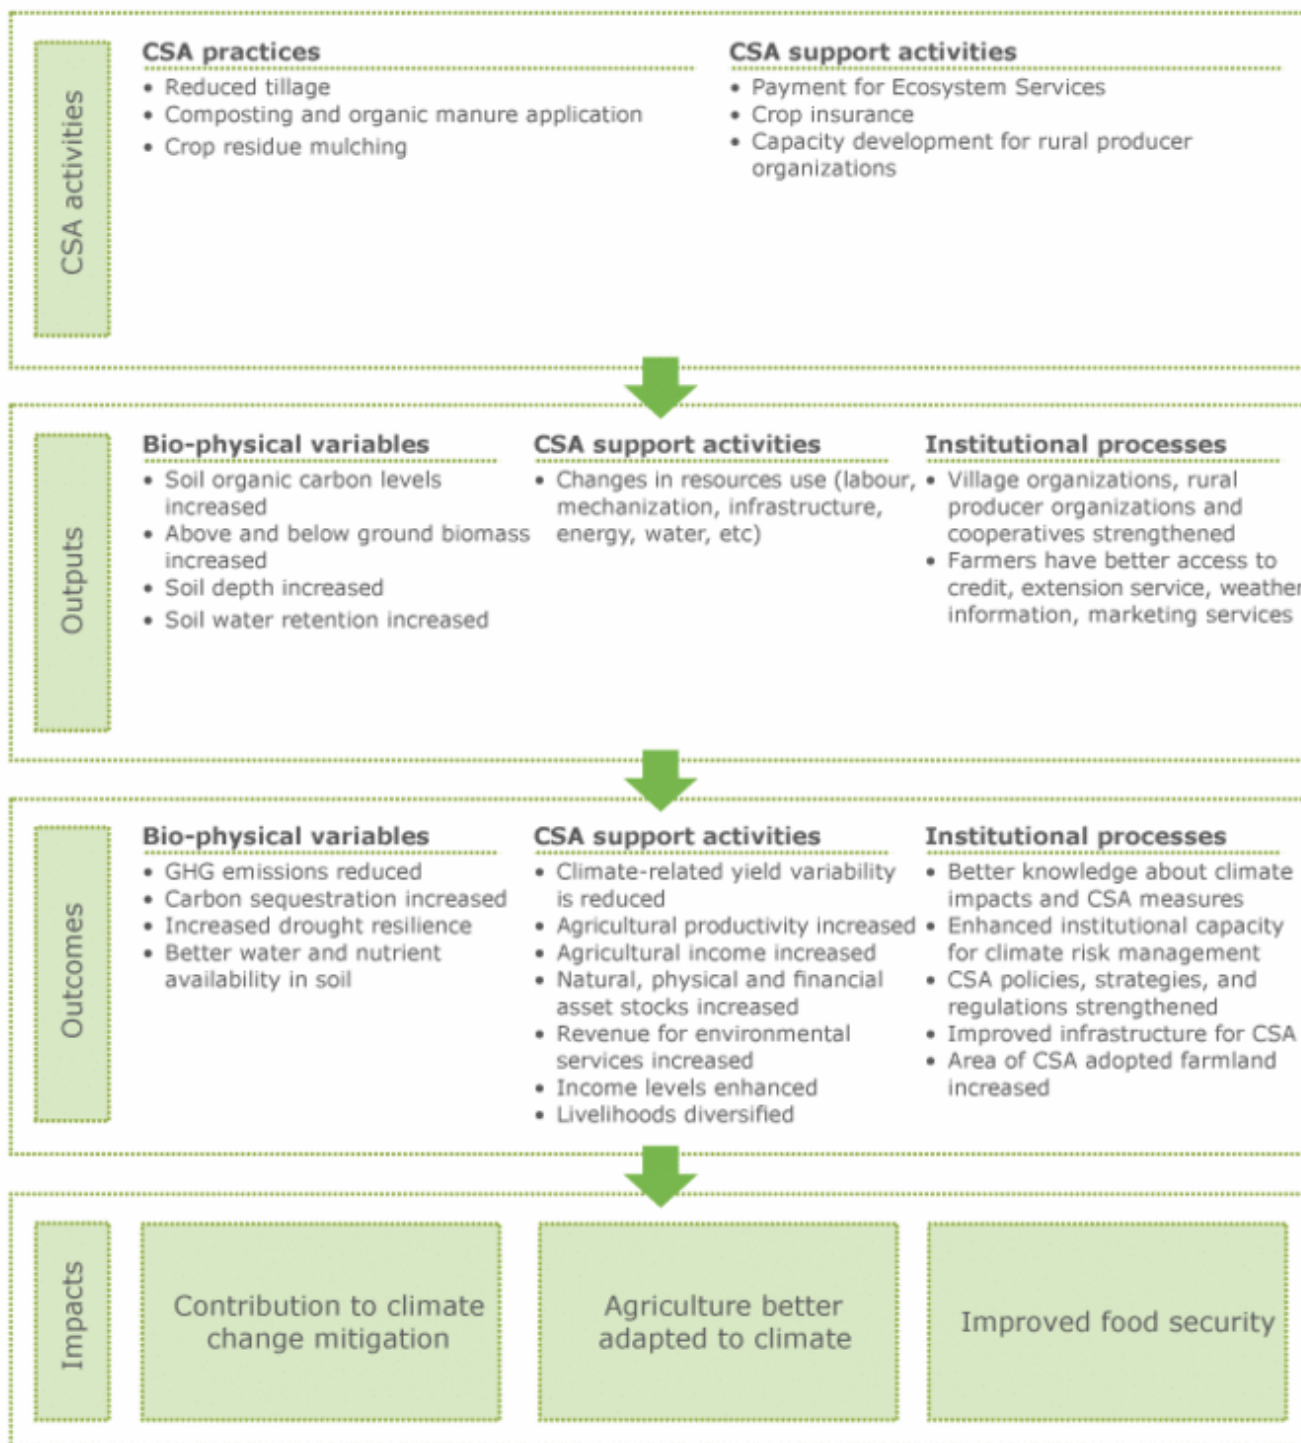 CSA activities
CSA practices
• Reduced tillage
• Composting and organic manure application
• Crop residue mulching
CSA support activities
• Payment for Ecosystem Services
• Crop insurance
• Capacity development for rural producer
organizations
Outputs
Bio-physical variables
• Soil organic carbon levels
increased
• Above and below ground biomass
increased
• Soil depth increased
• Soil water retention increased
CSA support activities
• Changes in resources use (labour,
mechanization, infrastructure,
energy, water, etc)
Institutional processes
• Village organizations, rural
producer organizations and
cooperatives strengthened
• Farmers have better access to
credit, extension service, weather
information, marketing services
Outcomes
Bio-physical variables
• GHG emissions reduced
• Carbon sequestration increased
• Increased drought resilience
• Better water and nutrient
availability in soil
CSA support activities
• Climate-related yield variability
is reduced
• Agricultural productivity increased
• Agricultural income increased
• Natural, physical and financial
asset stocks increased
• Revenue for environmental
services increased
• Income levels enhanced
• Livelihoods diversified
Institutional processes
• Better knowledge about climate
impacts and CSA measures
• Enhanced institutional capacity
for climate risk management
• CSA policies, strategies, and
regulations strengthened
• Improved infrastructure for CSA
• Area of CSA adopted farmland
increased
Impacts
Contribution to climate
change mitigation
Agriculture better
adapted to climate
Improved food security